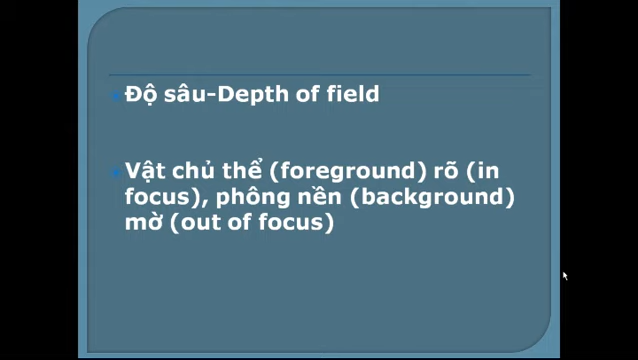 Độ sâu-Depth of field
Vật chủ thể (foreground) rõ (in
focus), phông nền (background)
mờ (out of focus)